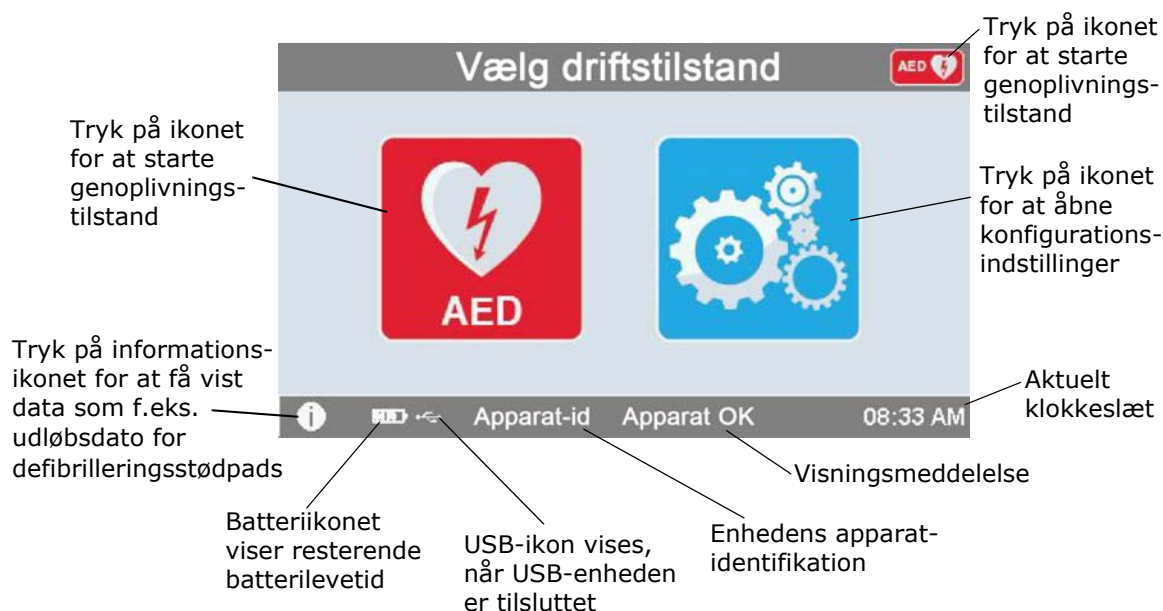 Tryk på ikonet
for at starte
genoplivnings-
tilstand
Vælg driftstilstand
AED
Tryk på ikonet
for at starte
genoplivnings-
tilstand
AED
Tryk på ikonet
for at åbne
konfigurations-
indstillinger
Tryk på informations-
ikonet for at få vist
data som f.eks.
udløbsdato for
defibrilleringsstødpads
Apparat-id
Apparat OK
08:33 AM
Aktuelt
klokkeslæt
Visningsmeddelelse
Batteriikonet
viser resterende
batterilevetid
USB-ikon vises,
når USB-enheden
er tilsluttet
Enhedens apparat-
identifikation